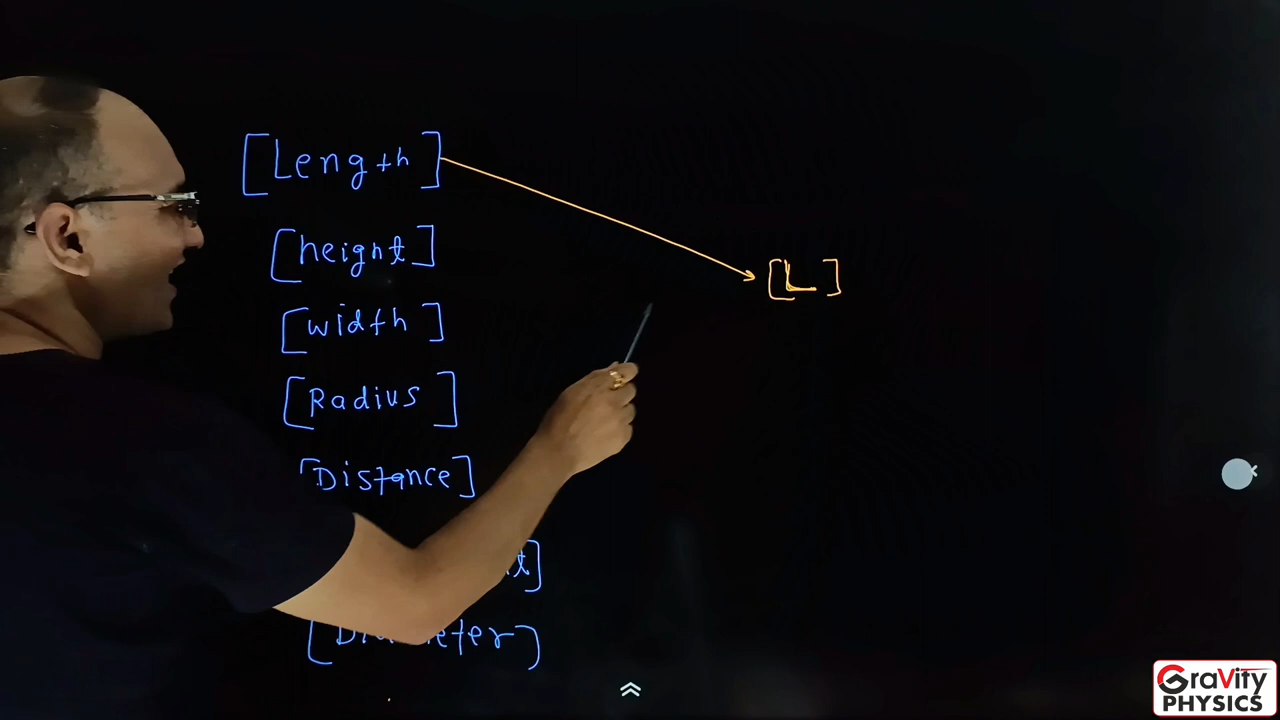 [Length]
[L]
[height]
[width]
[Radius]
[Distance]
GraVity
PHYSICS